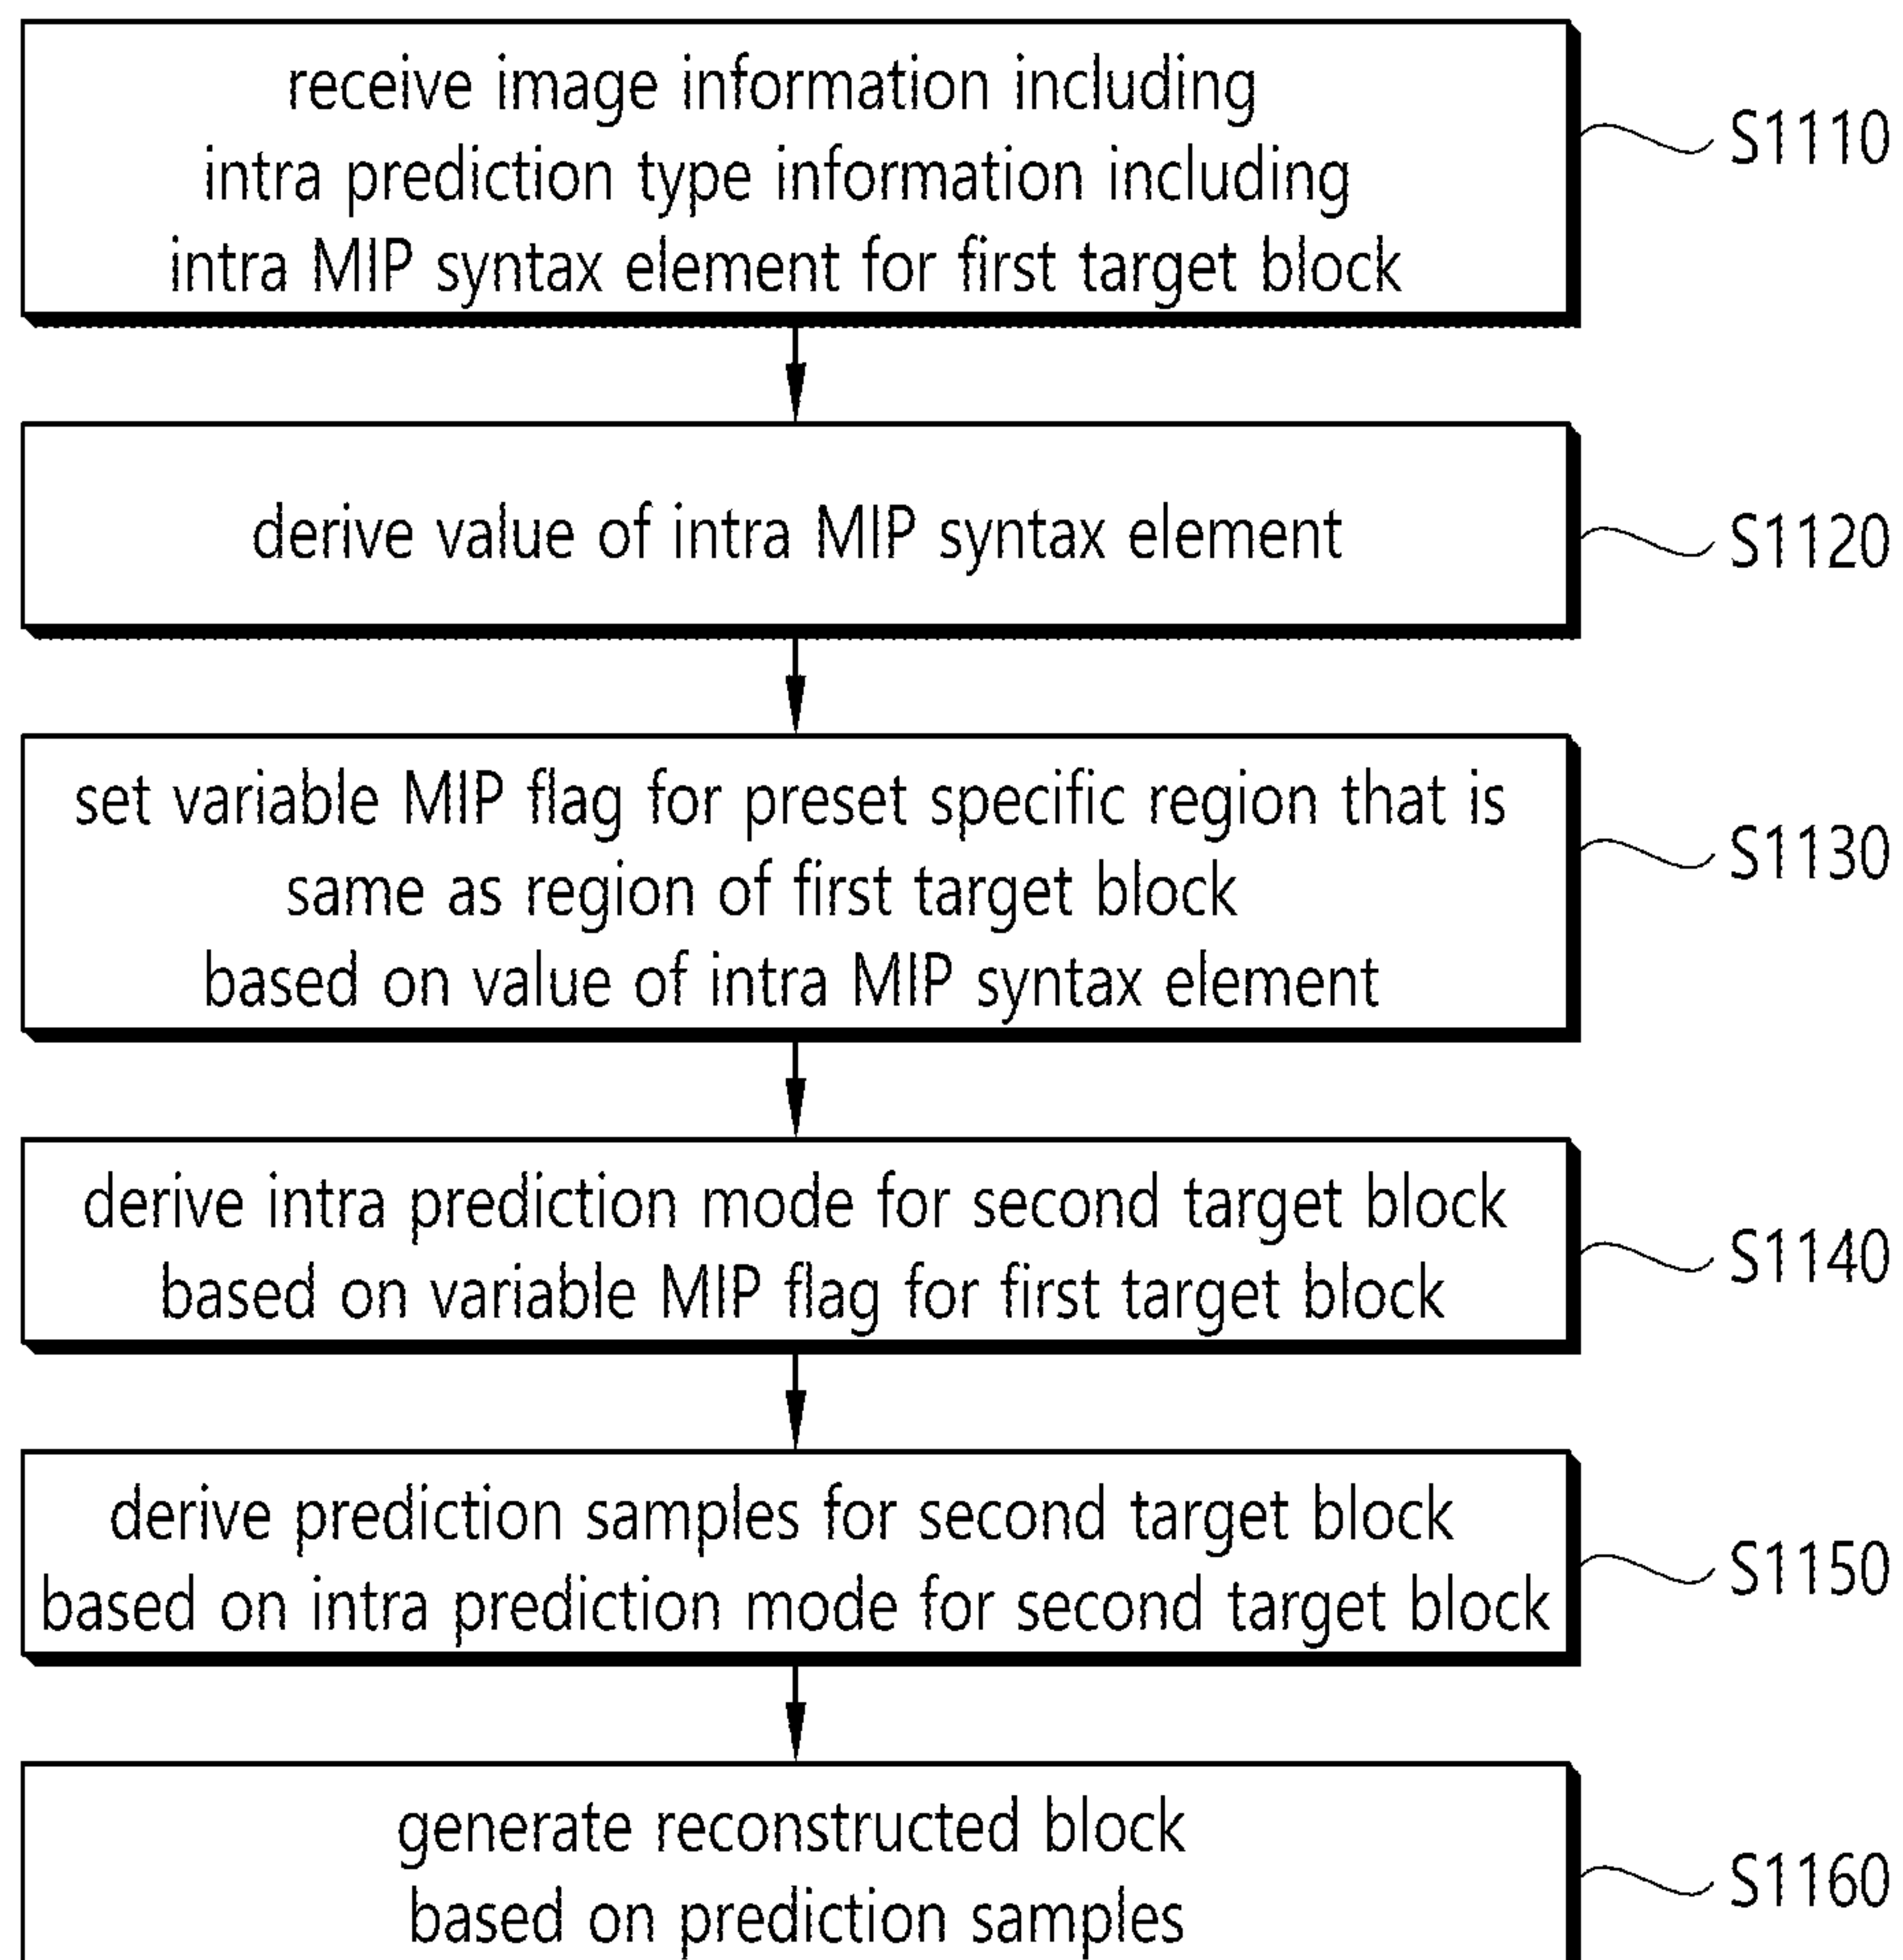 receive image information including
intra prediction type information including
intra MIP syntax element for first target block
S1110
derive value of intra MIP syntax element
S1120
set variable MIP flag for preset specific region that is
same as region of first target block
based on value of intra MIP syntax element
S1130
derive intra prediction mode for second target block
based on variable MIP flag for first target block
S1140
derive prediction samples for second target block
based on intra prediction mode for second target block
S1150
generate reconstructed block
based on prediction samples
S1160